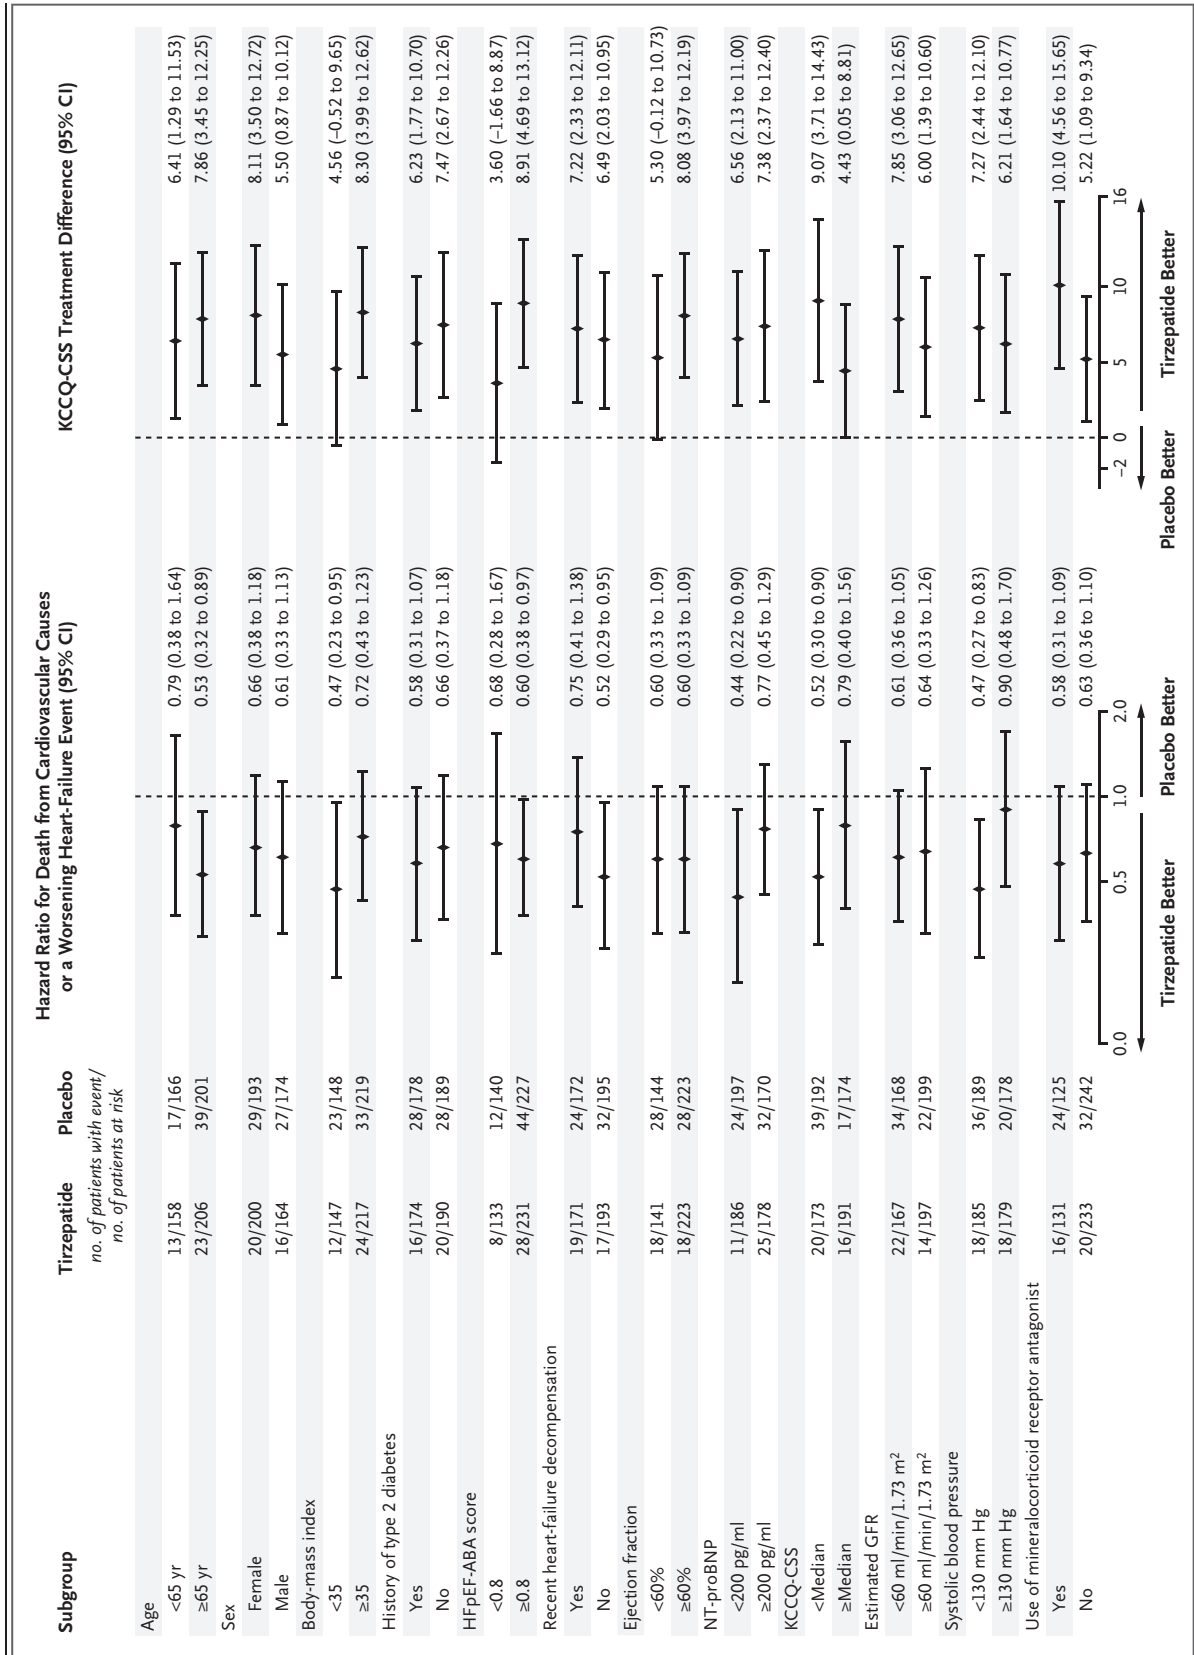 Subgroup Tirzepatide Placebo Hazard Ratio for Death from Cardiovascular Causes
or a Worsening Heart-Failure Event (95% CI) KCCQ-CSS Treatment Difference (95% CI)
no. of patients with event/
no. of patients at risk
Age
<65 yr 13/158 17/166 0.79 (0.38 to 1.64) 6.41 (1.29 to 11.53)
≥65 yr 23/206 39/201 0.53 (0.32 to 0.89) 7.86 (3.45 to 12.25)
Sex
Female 20/200 29/193 0.66 (0.38 to 1.18) 8.11 (3.50 to 12.72)
Male 16/164 27/174 0.61 (0.33 to 1.13) 5.50 (0.87 to 10.12)
Body-mass index
<35 12/147 23/148 0.47 (0.23 to 0.95) 4.56 (−0.52 to 9.65)
≥35 24/217 33/219 0.72 (0.43 to 1.23) 8.30 (3.99 to 12.62)
History of type 2 diabetes
Yes 16/174 28/178 0.58 (0.31 to 1.07) 6.23 (1.77 to 10.70)
No 20/190 28/189 0.66 (0.37 to 1.18) 7.47 (2.67 to 12.26)
HFpEF-ABA score
<0.8 8/133 12/140 0.68 (0.28 to 1.67) 3.60 (−1.66 to 8.87)
≥0.8 28/231 44/227 0.60 (0.38 to 0.97) 8.91 (4.69 to 13.12)
Recent heart-failure decompensation
Yes 19/171 24/172 0.75 (0.41 to 1.38) 7.22 (2.33 to 12.11)
No 17/193 32/195 0.52 (0.29 to 0.95) 6.49 (2.03 to 10.95)
Ejection fraction
<60% 18/141 28/144 0.60 (0.33 to 1.09) 5.30 (−0.12 to 10.73)
≥60% 18/223 28/223 0.60 (0.33 to 1.09) 8.08 (3.97 to 12.19)
NT-proBNP
<200 pg/ml 11/186 24/197 0.44 (0.22 to 0.90) 6.56 (2.13 to 11.00)
≥200 pg/ml 25/178 32/170 0.77 (0.45 to 1.29) 7.38 (2.37 to 12.40)
KCCQ-CSS
<Median 20/173 39/192 0.52 (0.30 to 0.90) 9.07 (3.71 to 14.43)
≥Median 16/191 17/174 0.79 (0.40 to 1.56) 4.43 (0.05 to 8.81)
Estimated GFR
<60 ml/min/1.73 m² 22/167 34/168 0.61 (0.36 to 1.05) 7.85 (3.06 to 12.65)
≥60 ml/min/1.73 m² 14/197 22/199 0.64 (0.33 to 1.26) 6.00 (1.39 to 10.60)
Systolic blood pressure
<130 mm Hg 18/185 36/189 0.47 (0.27 to 0.83) 7.27 (2.44 to 12.10)
≥130 mm Hg 18/179 20/178 0.90 (0.48 to 1.70) 6.21 (1.64 to 10.77)
Use of mineralocorticoid receptor antagonist
Yes 16/131 24/125 0.58 (0.31 to 1.09) 10.10 (4.56 to 15.65)
No 20/233 32/242 0.63 (0.36 to 1.10) 5.22 (1.09 to 9.34)
0.0 0.5 1.0 2.0 −2 0 5 10 16
Tirzepatide Better Placebo Better Placebo Better Tirzepatide Better